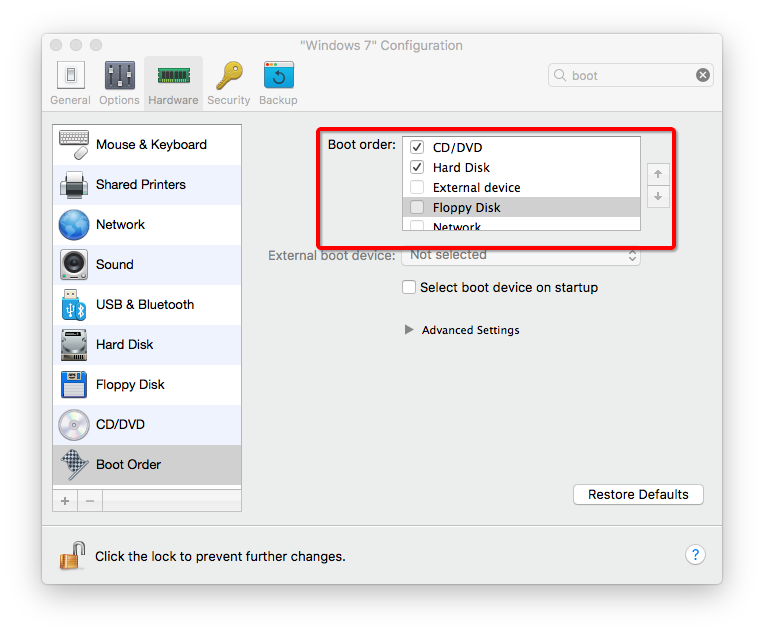 "Windows 7" Configuration
General Options Hardware Security Backup
boot
Mouse & Keyboard
Shared Printers
Network
Sound
USB & Bluetooth
Hard Disk
Floppy Disk
CD/DVD
Boot Order
+ −
Boot order:
CD/DVD
Hard Disk
External device
Floppy Disk
Network
External boot device: Not selected
Select boot device on startup
Advanced Settings
Restore Defaults
Click the lock to prevent further changes.
?